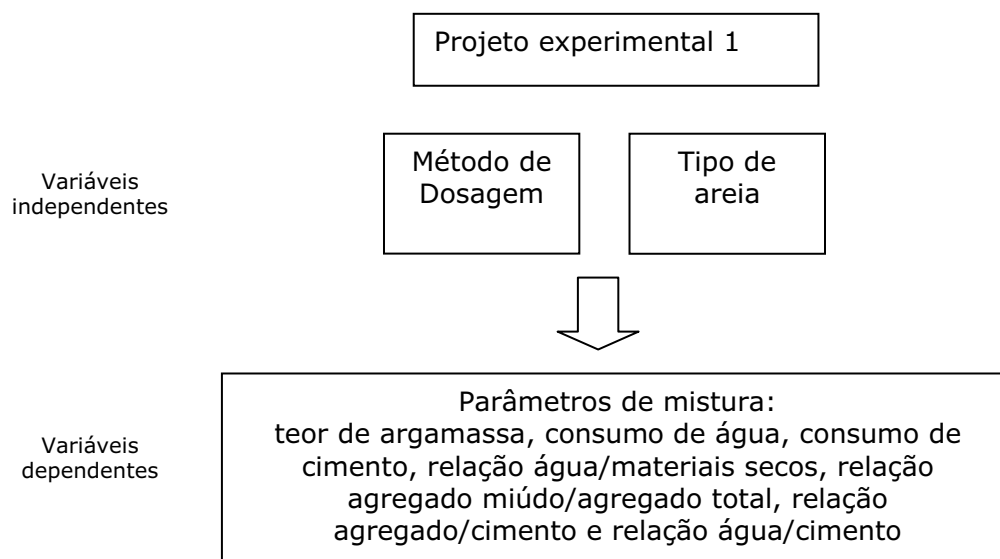 Projeto experimental 1
Variáveis
independentes
Método de
Dosagem
Tipo de
areia
Variáveis
dependentes
Parâmetros de mistura:
teor de argamassa, consumo de água, consumo de
cimento, relação água/materiais secos, relação
agregado miúdo/agregado total, relação
agregado/cimento e relação água/cimento